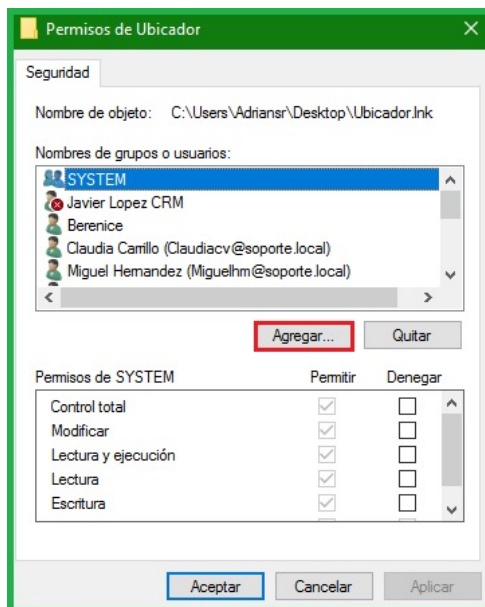 Permisos de Ubicador
Seguridad
Nombre de objeto: C:\Users\Adriansr\Desktop\Ubicador.lnk
Nombres de grupos o usuarios:
SYSTEM
Javier Lopez CRM
Berenice
Claudia Carrillo (Claudiacv@soporte.local)
Miguel Hernandez (Miguelhm@soporte.local)
Agregar... Quitar
Permisos de SYSTEM Permitir Denegar
Control total
Modificar
Lectura y ejecución
Lectura
Escritura
Aceptar Cancelar Aplicar